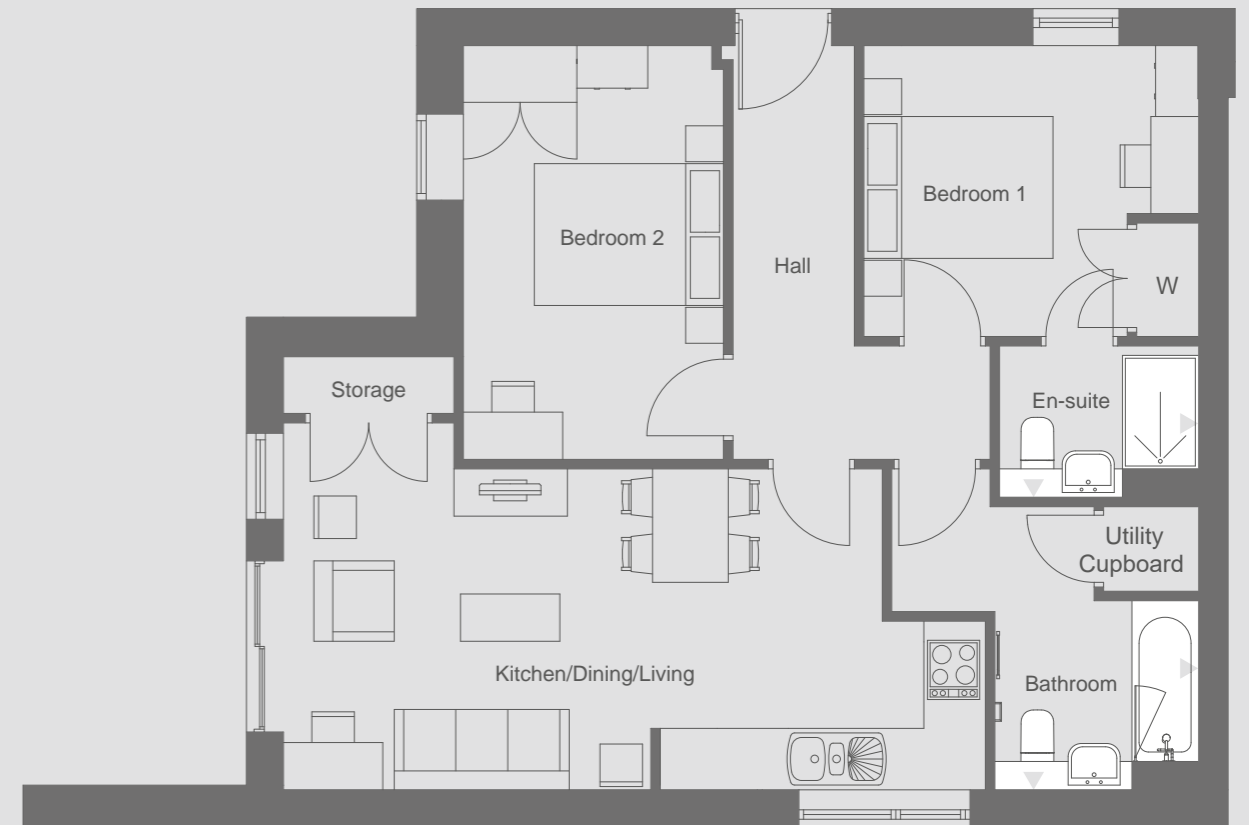 Bedroom 1
Bedroom 2
Hall
W
Storage
En-suite
Utility
Cupboard
Kitchen/Dining/Living
Bathroom